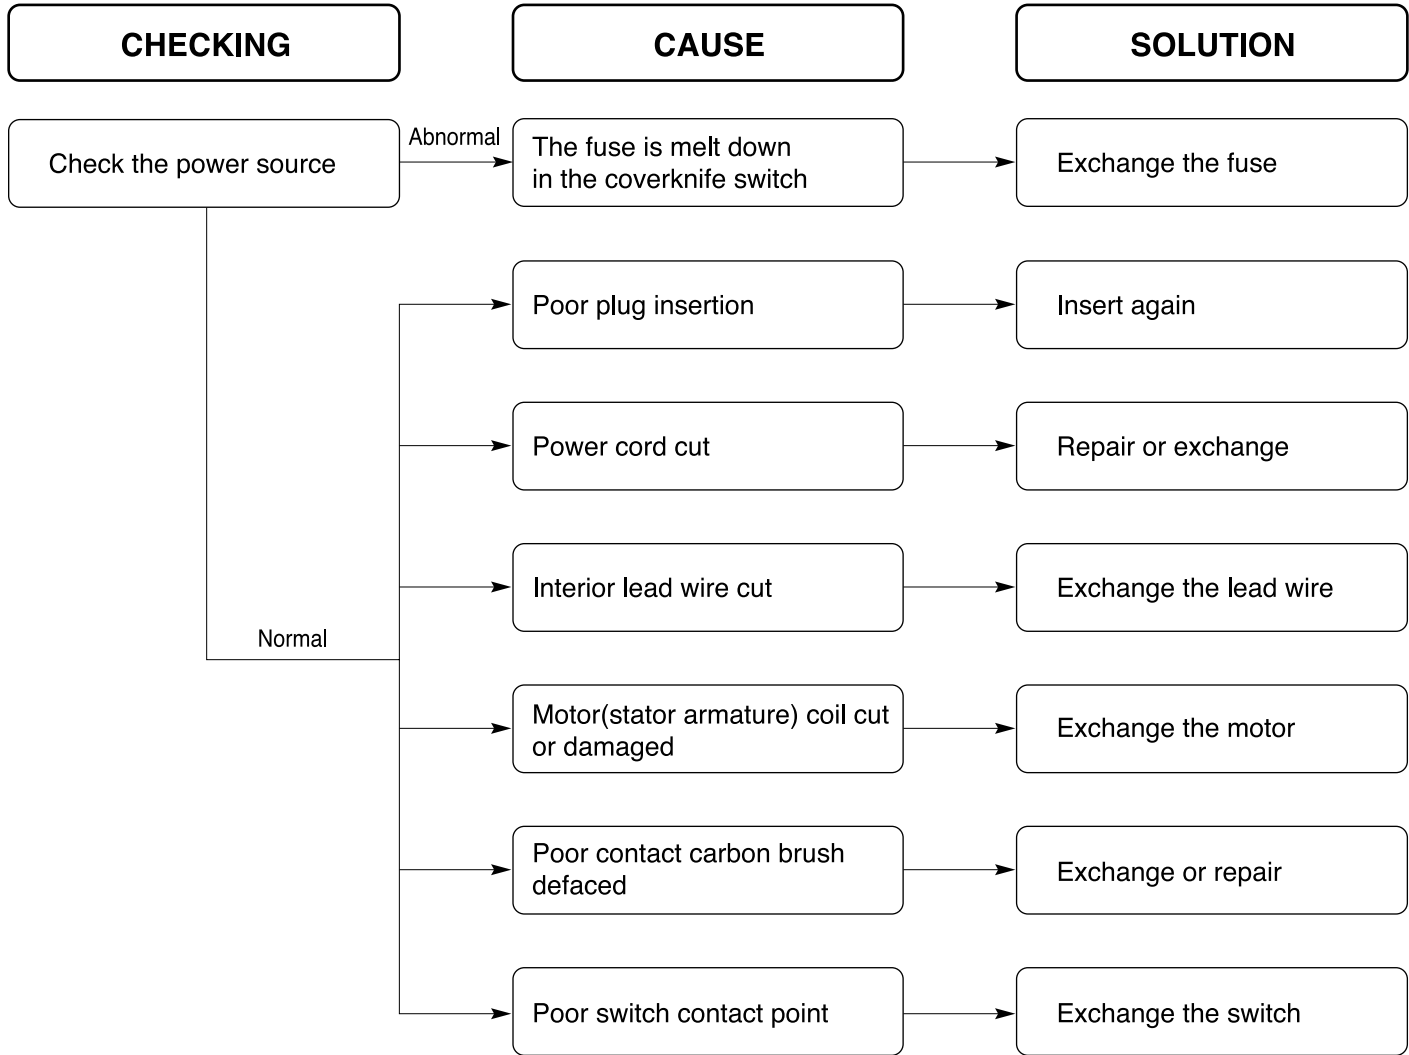 CHECKING
CAUSE
SOLUTION
Check the power source
Abnormal
The fuse is melt down
in the coverknife switch
Exchange the fuse
Poor plug insertion
Insert again
Power cord cut
Repair or exchange
Interior lead wire cut
Exchange the lead wire
Normal
Motor(stator armature) coil cut
or damaged
Exchange the motor
Poor contact carbon brush
defaced
Exchange or repair
Poor switch contact point
Exchange the switch